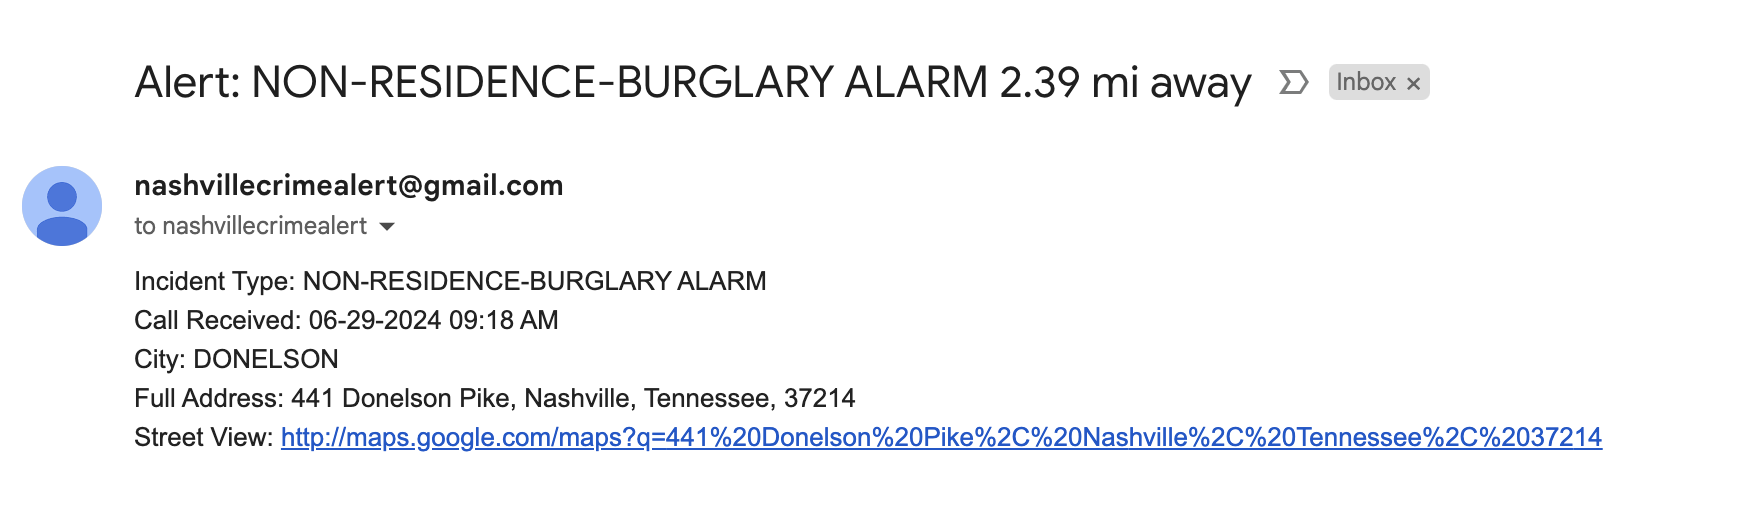 Alert: NON-RESIDENCE-BURGLARY ALARM 2.39 mi away Inbox ×
nashvillecrimealert@gmail.com
to nashvillecrimealert
Incident Type: NON-RESIDENCE-BURGLARY ALARM
Call Received: 06-29-2024 09:18 AM
City: DONELSON
Full Address: 441 Donelson Pike, Nashville, Tennessee, 37214
Street View: http://maps.google.com/maps?q=441%20Donelson%20Pike%2C%20Nashville%2C%20Tennessee%2C%2037214